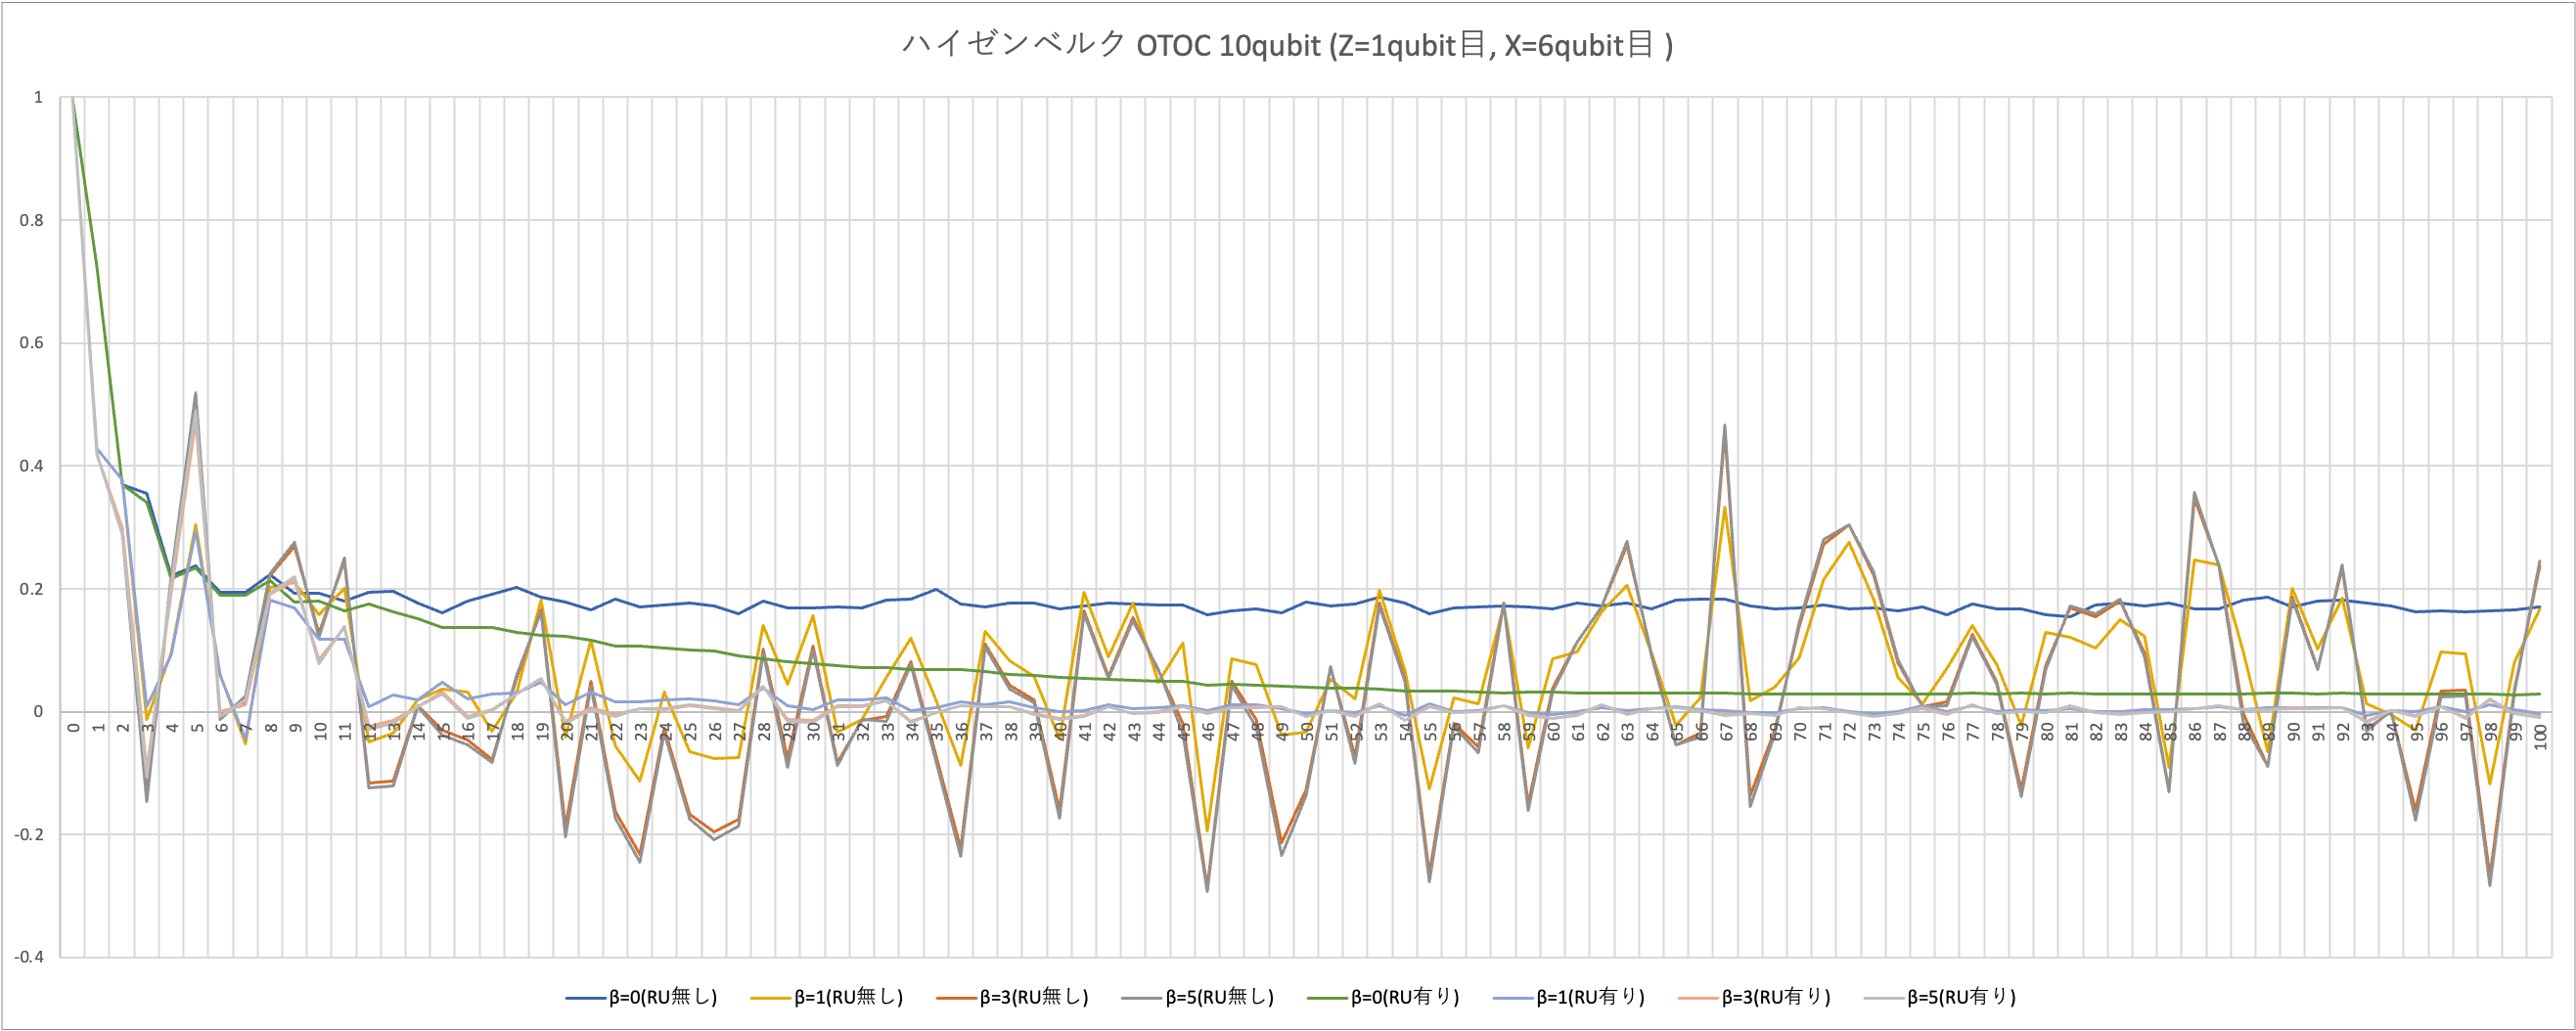 ハイゼンベルク OTOC 10qubit (Z=1qubit目, X=6qubit目 )
1
0.8
0.6
0.4
0.2
0
-0.2
-0.4
0 1 2 3 4 5 6 7 8 9 10 11 12 13 14 15 16 17 18 19 20 21 22 23 24 25 26 27 28 29 30 31 32 33 34 35 36 37 38 39 40 41 42 43 44 45 46 47 48 49 50 51 52 53 54 55 56 57 58 59 60 61 62 63 64 65 66 67 68 69 70 71 72 73 74 75 76 77 78 79 80 81 82 83 84 85 86 87 88 89 90 91 92 93 94 95 96 97 98 99 100
β=0(RU無し) β=1(RU無し) β=3(RU無し) β=5(RU無し) β=0(RU有り) β=1(RU有り) β=3(RU有り) β=5(RU有り)